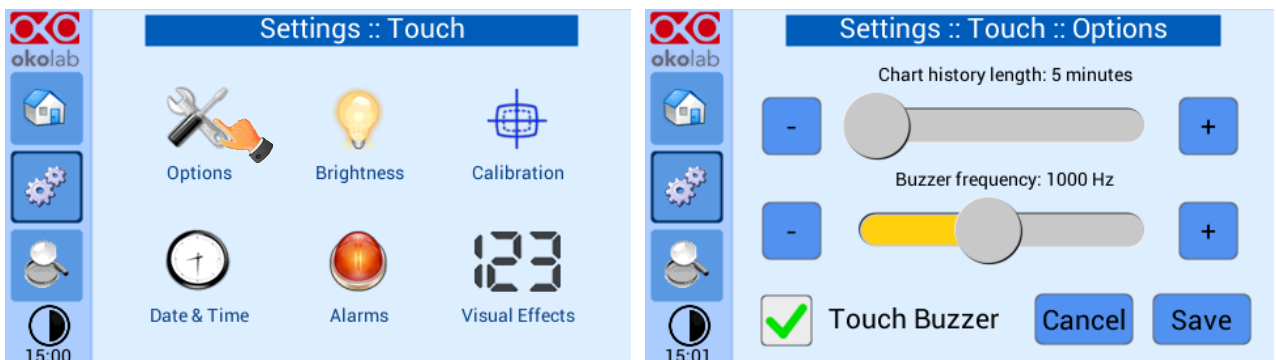 Settings :: Touch
okolab
Options
Brightness
Calibration
Date & Time
Alarms
123
Visual Effects
15:00
Settings :: Touch :: Options
okolab
Chart history length: 5 minutes
-
+
Buzzer frequency: 1000 Hz
-
+
Touch Buzzer
Cancel
Save
15:01